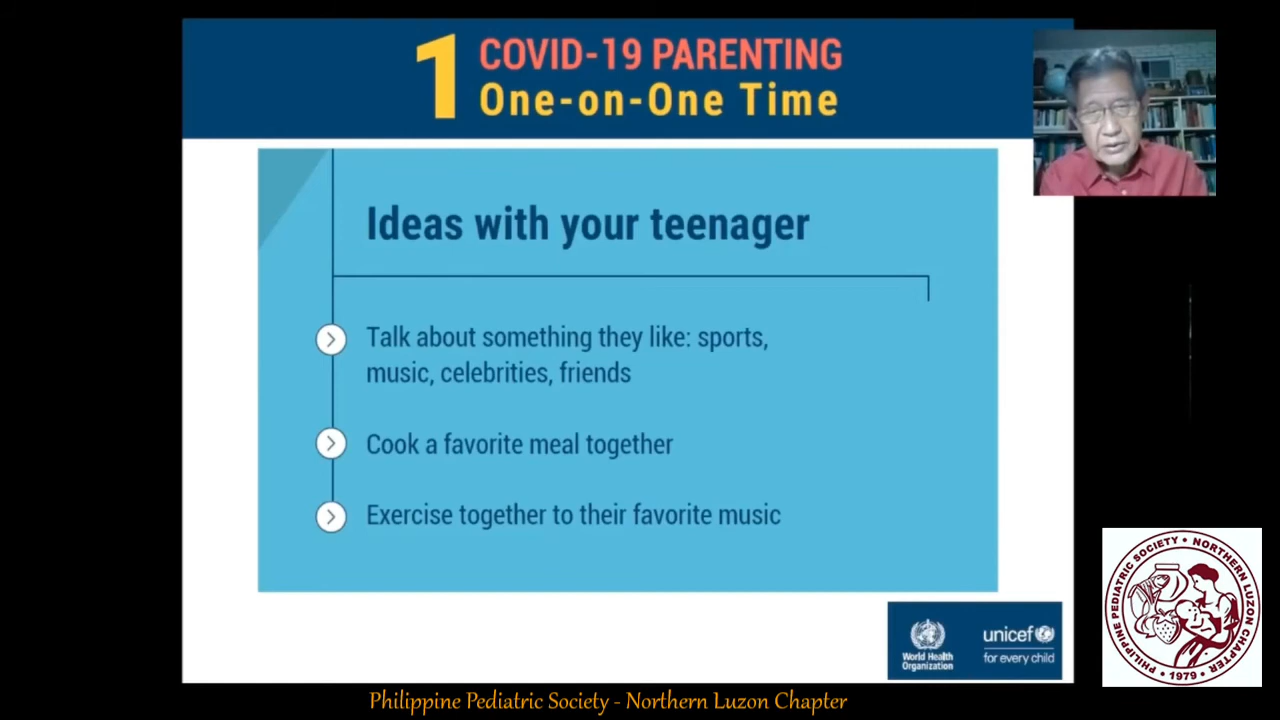 1
COVID-19 PARENTING
One-on-One Time
Ideas with your teenager
Talk about something they like: sports,
music, celebrities, friends
Cook a favorite meal together
Exercise together to their favorite music
World Health
Organization
unicef
for every child
PHILIPPINE PEDIATRIC SOCIETY • NORTHERN LUZON CHAPTER
• 1979 •
Philippine Pediatric Society - Northern Luzon Chapter